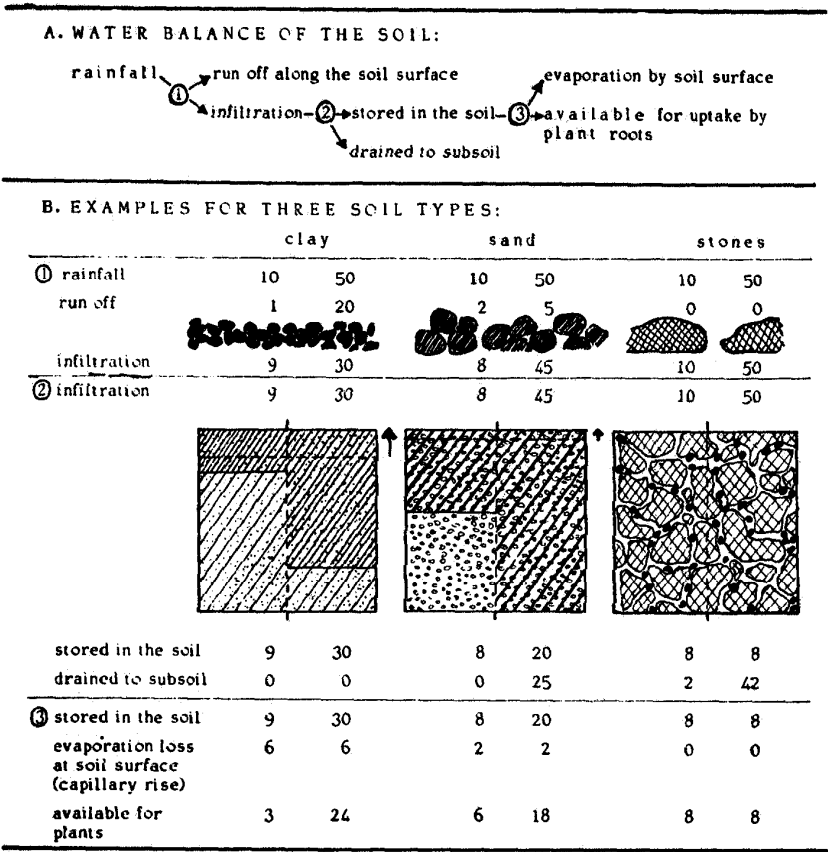 A. WATER BALANCE OF THE SOIL:
rainfall ① run off along the soil surface
evaporation by soil surface
infiltration ② stored in the soil ③ available for uptake by
plant roots
drained to subsoil
B. EXAMPLES FOR THREE SOIL TYPES:
clay sand stones
① rainfall 10 50 10 50 10 50
run off 1 20 2 5 0 0
infiltration 9 30 8 45 10 50
② infiltration 9 30 8 45 10 50
stored in the soil 9 30 8 20 8 8
drained to subsoil 0 0 0 25 2 42
③ stored in the soil 9 30 8 20 8 8
evaporation loss 6 6 2 2 0 0
at soil surface
(capillary rise)
available for 3 24 6 18 8 8
plants